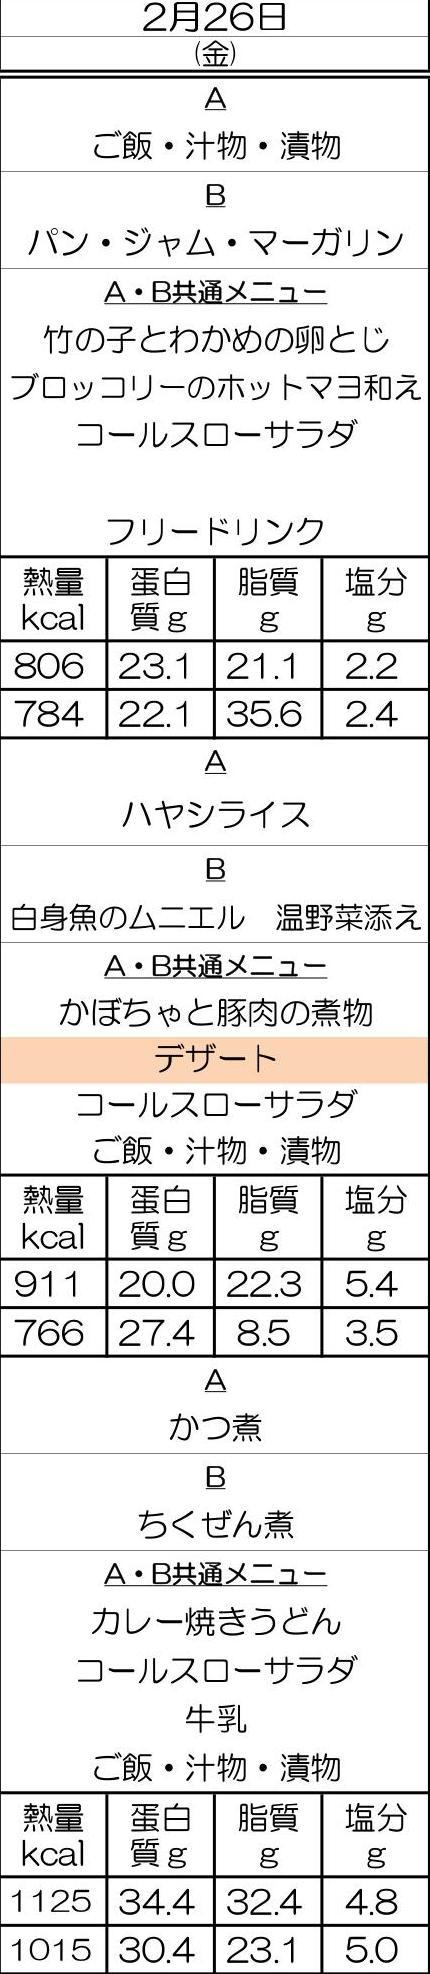 2月26日
(金)
A
ご飯・汁物・漬物
B
パン・ジャム・マーガリン
A・B共通メニュー
竹の子とわかめの卵とじ
ブロッコリーのホットマヨ和え
コールスローサラダ
フリードリンク
熱量 蛋白 脂質 塩分
kcal 質g g g
806 23.1 21.1 2.2
784 22.1 35.6 2.4
A
ハヤシライス
B
白身魚のムニエル　温野菜添え
A・B共通メニュー
かぼちゃと豚肉の煮物
デザート
コールスローサラダ
ご飯・汁物・漬物
熱量 蛋白 脂質 塩分
kcal 質g g g
911 20.0 22.3 5.4
766 27.4 8.5 3.5
A
かつ煮
B
ちくぜん煮
A・B共通メニュー
カレー焼きうどん
コールスローサラダ
牛乳
ご飯・汁物・漬物
熱量 蛋白 脂質 塩分
kcal 質g g g
1125 34.4 32.4 4.8
1015 30.4 23.1 5.0